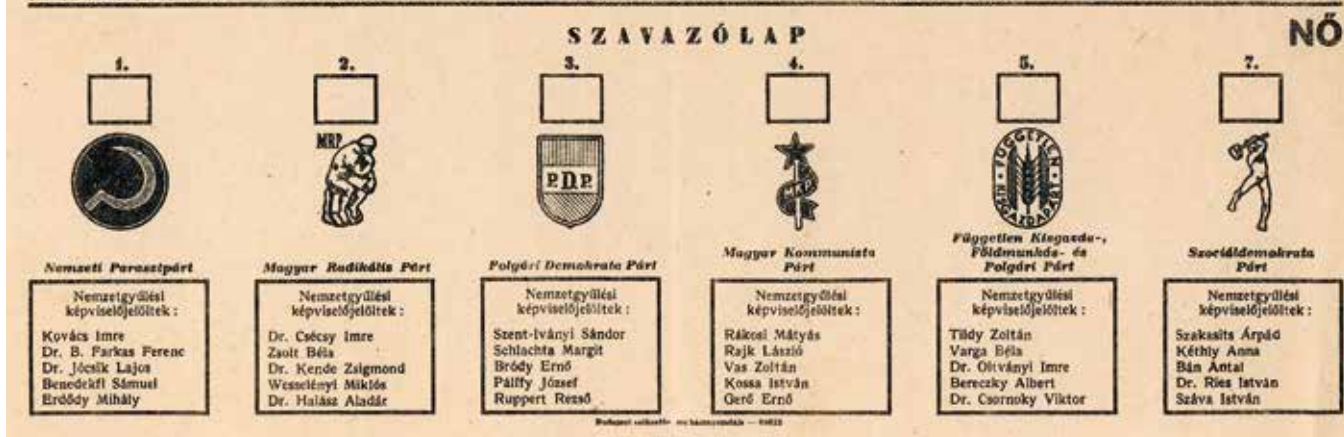 SZAVAZÓLAP
NŐ
1.
Nemzeti Parasztpárt
Nemzetgyűlési
képviselőjelöltek :
Kovács Imre
Dr. B. Farkas Ferenc
Dr. Jócsik Lajos
Benedekfi Sámuel
Erdődy Mihály
2.
MRP
Magyar Radikális Párt
Nemzetgyűlési
képviselőjelöltek :
Dr. Csécsy Imre
Zsolt Béla
Dr. Kende Zsigmond
Wesselényi Miklós
Dr. Halász Aladár
3.
P.D.P.
Polgári Demokrata Párt
Nemzetgyűlési
képviselőjelöltek :
Szent-Iványi Sándor
Schlachta Margit
Bródy Ernő
Pálffy József
Ruppert Rezső
4.
MKP
Magyar Kommunista
Párt
Nemzetgyűlési
képviselőjelöltek :
Rákosi Mátyás
Rajk László
Vas Zoltán
Kossa István
Gerő Ernő
5.
FÜGGETLEN
KISGAZDAPÁRT
Független Kisgazda-,
Földmunkás- és
Polgári Párt
Nemzetgyűlési
képviselőjelöltek :
Tildy Zoltán
Varga Béla
Dr. Oltványi Imre
Bereczky Albert
Dr. Csornoky Viktor
7.
Szociáldemokrata
Párt
Nemzetgyűlési
képviselőjelöltek :
Szakasits Árpád
Kéthly Anna
Bán Antal
Dr. Ries István
Száva István
Budapest